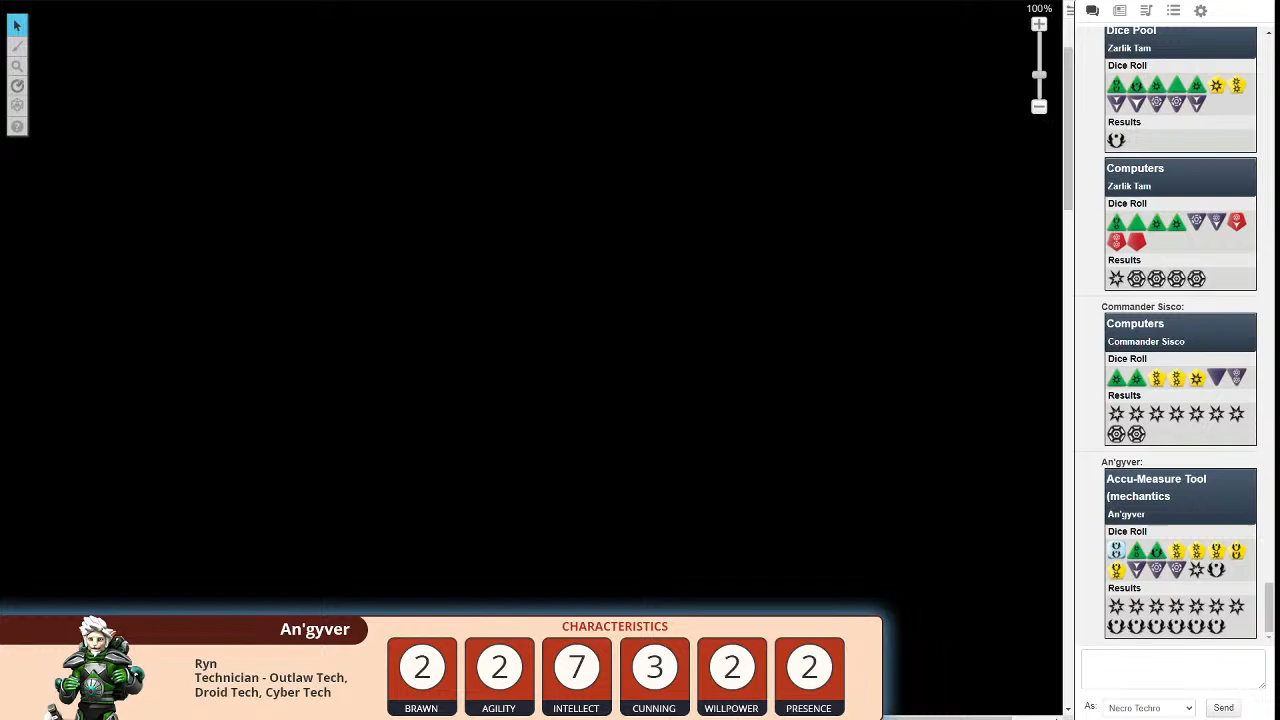 100%
Dice Pool
Zarlik Tam
Dice Roll
Results
Computers
Zarlik Tam
Dice Roll
Results
Commander Sisco:
Computers
Commander Sisco
Dice Roll
Results
An'gyver:
Accu-Measure Tool
(mechantics
An'gyver
Dice Roll
Results
As: Necro Techro Send
An'gyver
Ryn
Technician - Outlaw Tech,
Droid Tech, Cyber Tech
CHARACTERISTICS
2 2 7 3 2 2
BRAWN AGILITY INTELLECT CUNNING WILLPOWER PRESENCE